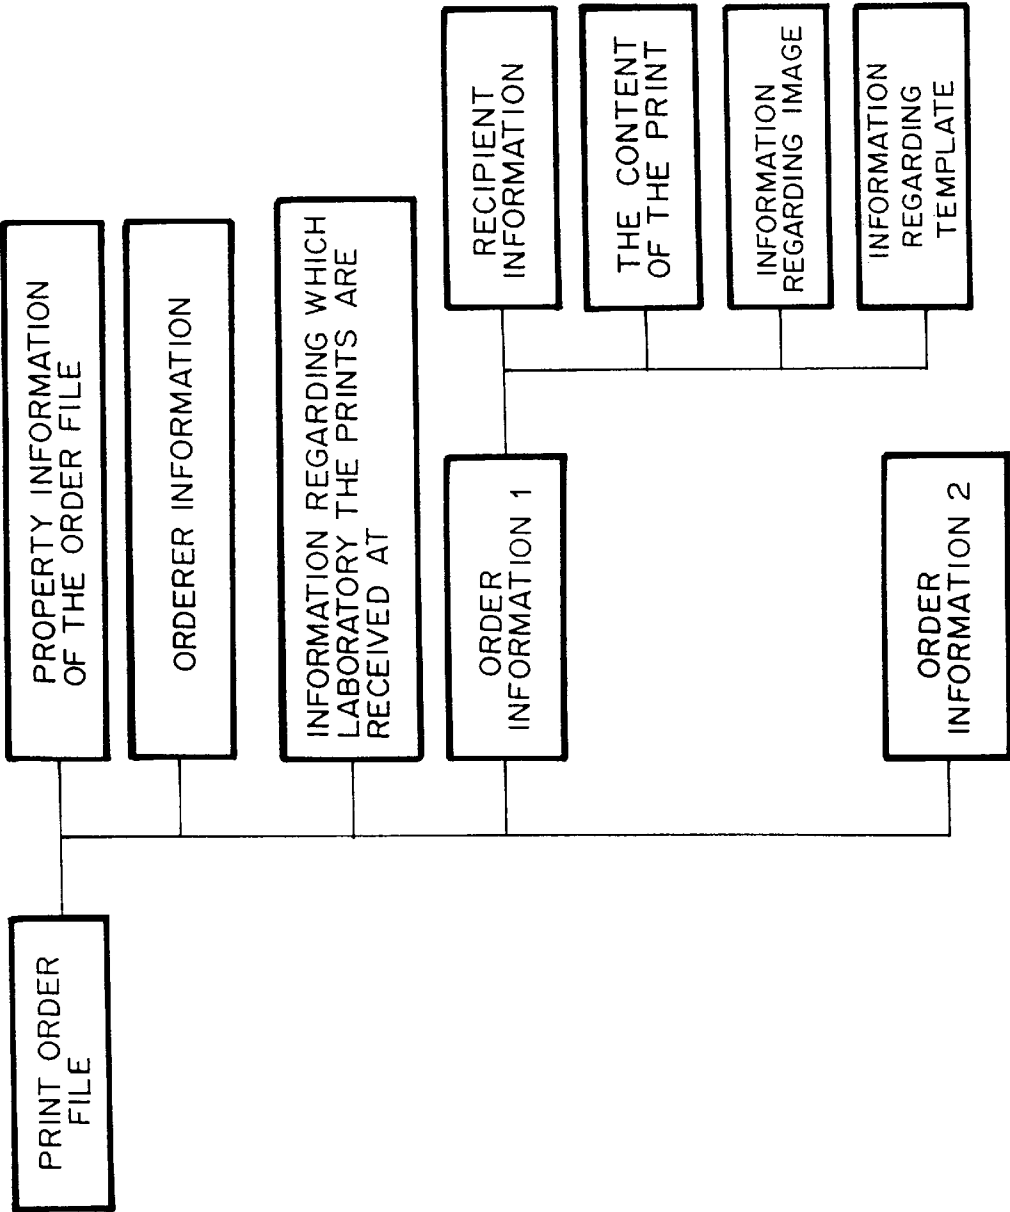 PRINT ORDER
FILE
PROPERTY INFORMATION
OF THE ORDER FILE
ORDERER INFORMATION
INFORMATION REGARDING WHICH
LABORATORY THE PRINTS ARE
RECEIVED AT
ORDER
INFORMATION 1
RECIPIENT
INFORMATION
THE CONTENT
OF THE PRINT
INFORMATION
REGARDING IMAGE
INFORMATION
REGARDING
TEMPLATE
ORDER
INFORMATION 2